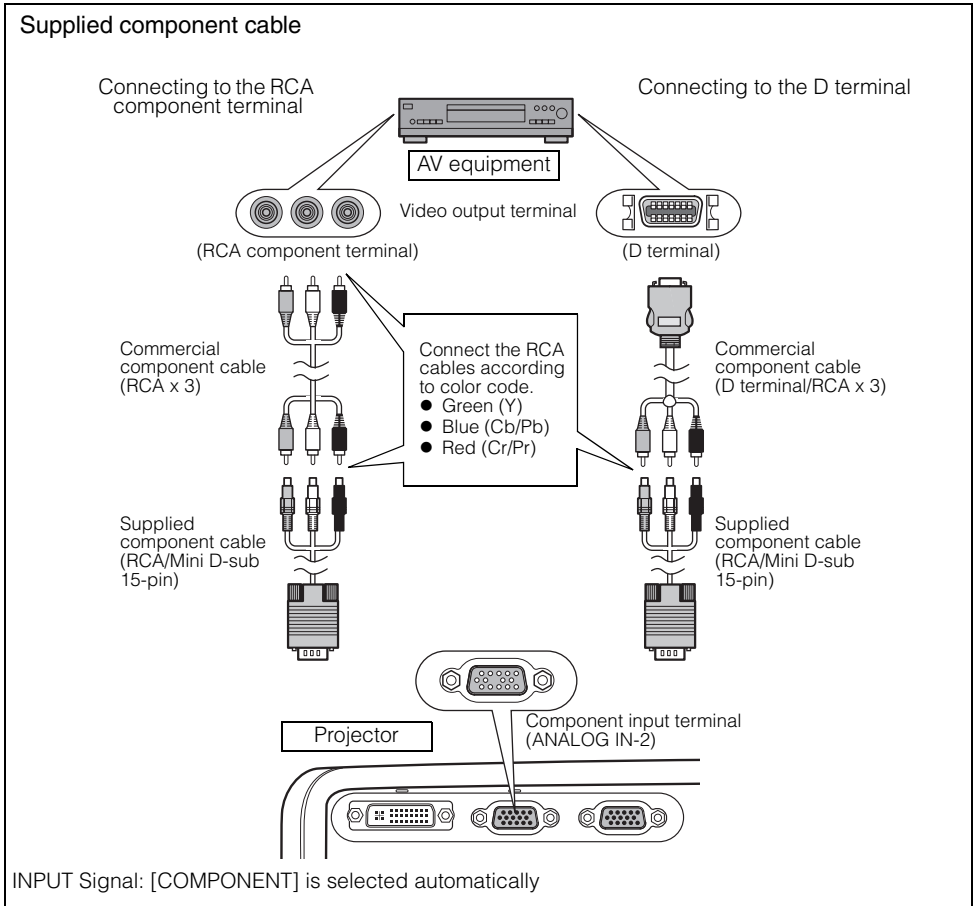 Supplied component cable
Connecting to the RCA
component terminal
Connecting to the D terminal
AV equipment
Video output terminal
(RCA component terminal)
(D terminal)
Commercial
component cable
(RCA x 3)
Connect the RCA
cables according
to color code.
● Green (Y)
● Blue (Cb/Pb)
● Red (Cr/Pr)
Commercial
component cable
(D terminal/RCA x 3)
Supplied
component cable
(RCA/Mini D-sub
15-pin)
Supplied
component cable
(RCA/Mini D-sub
15-pin)
Projector
Component input terminal
(ANALOG IN-2)
INPUT Signal: [COMPONENT] is selected automatically